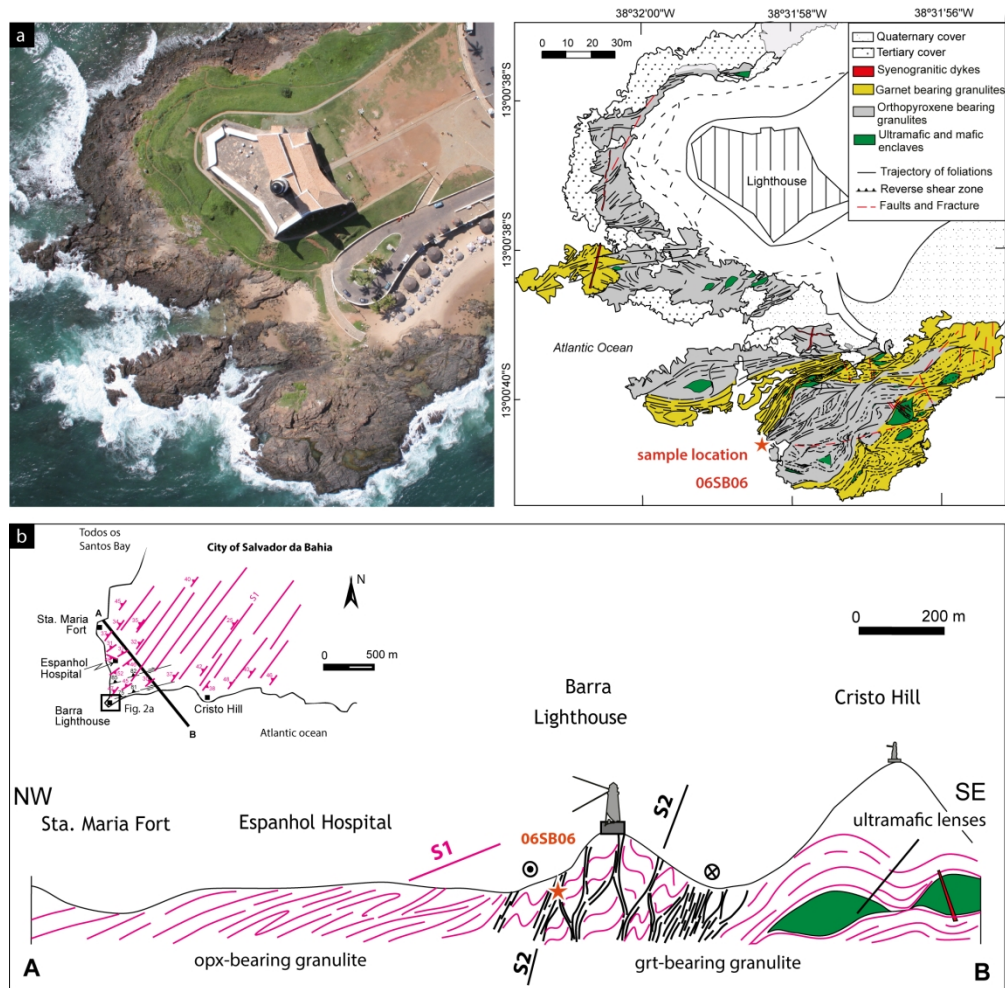 a
38°32'00"W
38°31'58"W
38°31'56"W
0 10 20 30m
13°00'38"S
13°00'38"S
13°00'40"S
Quaternary cover
Tertiary cover
Syenogranitic dykes
Garnet bearing granulites
Orthopyroxene bearing
granulites
Ultramafic and mafic
enclaves
Trajectory of foliations
Reverse shear zone
Faults and Fracture
Lighthouse
Atlantic Ocean
sample location
06SB06
b
Todos os
Santos Bay
City of Salvador da Bahia
N
S1
A
Sta. Maria
Fort
Espanhol
Hospital
Barra
Lighthouse
Fig. 2a
B
Cristo Hill
Atlantic ocean
0 500 m
0 200 m
Barra
Lighthouse
Cristo Hill
NW
SE
Sta. Maria Fort
Espanhol Hospital
S1
06SB06
S2
ultramafic lenses
S2
opx-bearing granulite
grt-bearing granulite
A
B